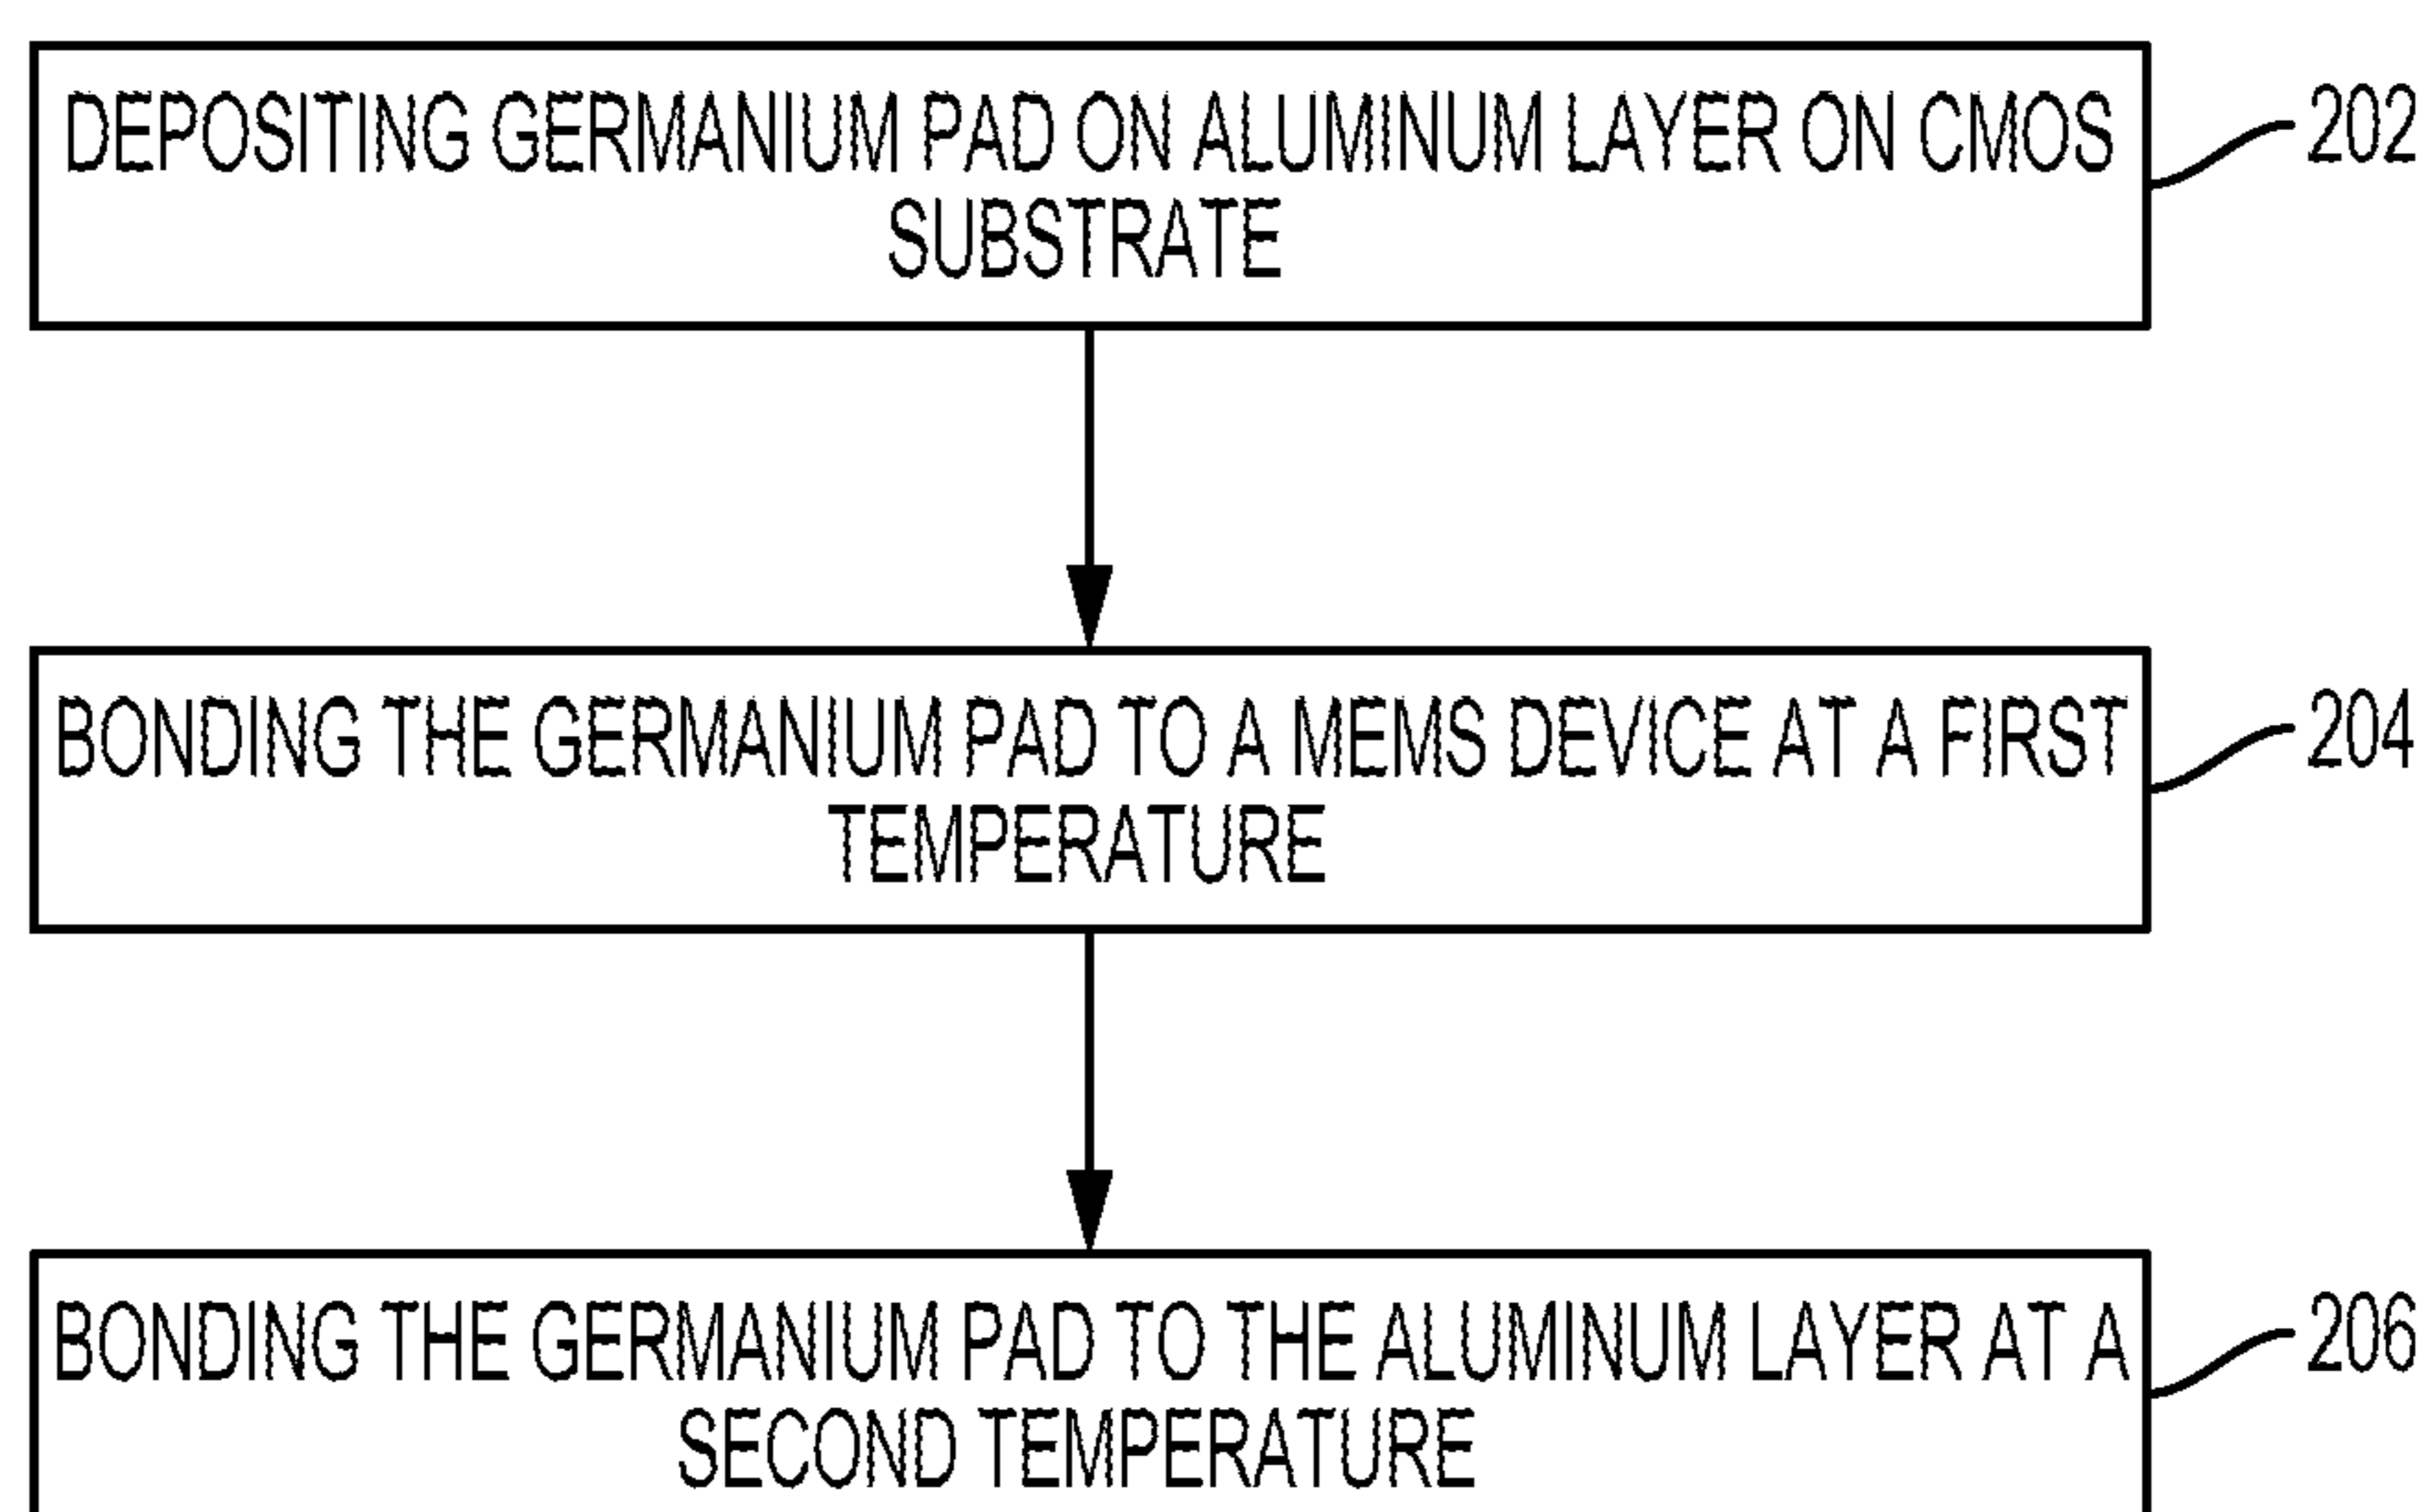 DEPOSITING GERMANIUM PAD ON ALUMINUM LAYER ON CMOS
SUBSTRATE
202
BONDING THE GERMANIUM PAD TO A MEMS DEVICE AT A FIRST
TEMPERATURE
204
BONDING THE GERMANIUM PAD TO THE ALUMINUM LAYER AT A
SECOND TEMPERATURE
206